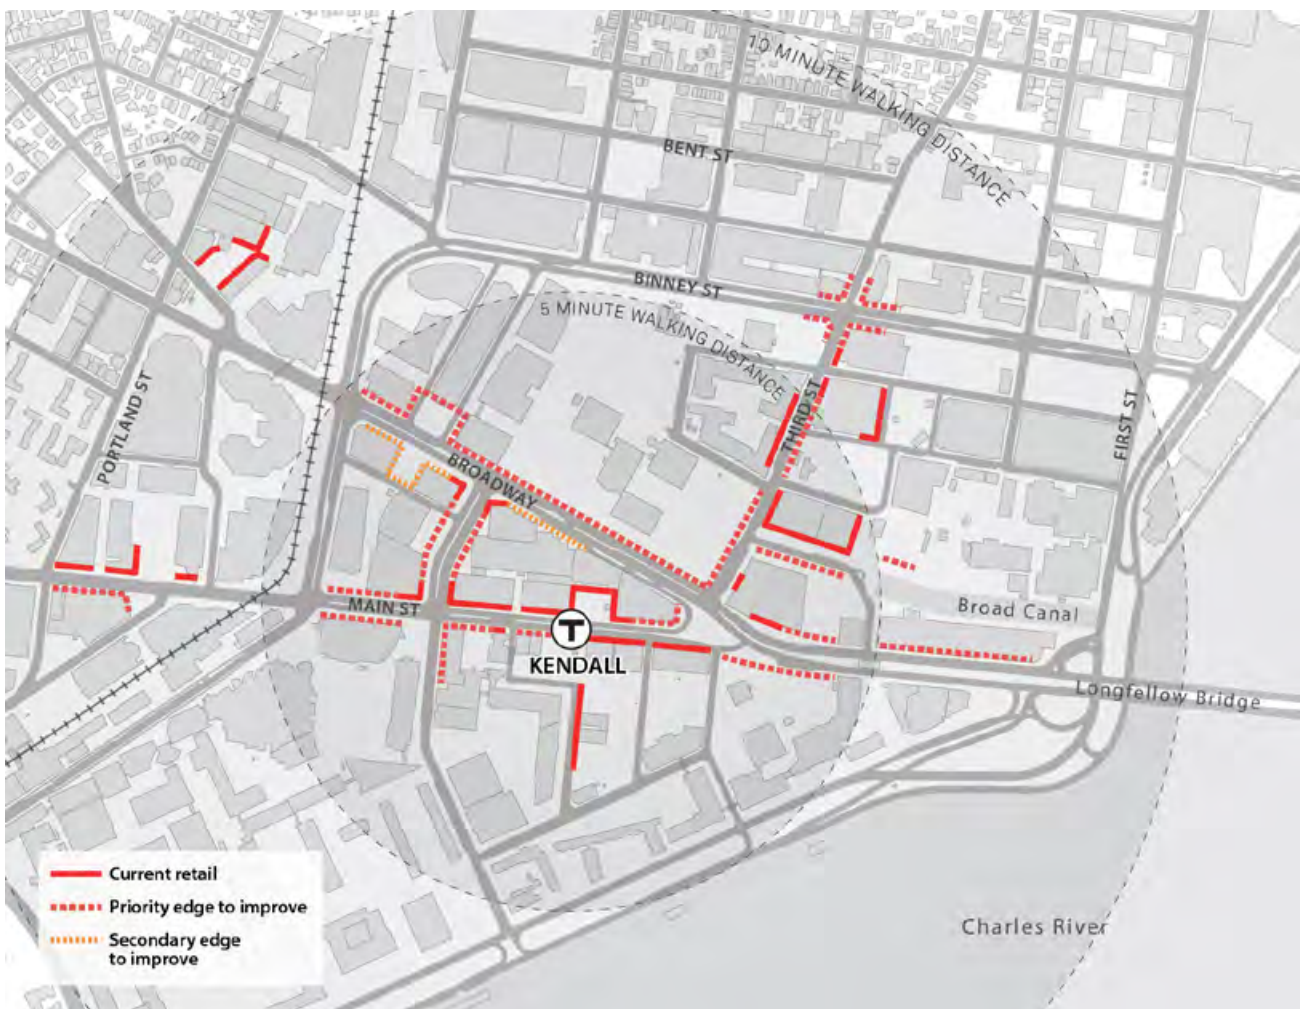 10 MINUTE WALKING DISTANCE
BENT ST
BINNEY ST
5 MINUTE WALKING DISTANCE
PORTLAND ST
THIRD ST
FIRST ST
BROADWAY
MAIN ST
Broad Canal
T
KENDALL
Longfellow Bridge
Current retail
Priority edge to improve
Secondary edge
to improve
Charles River